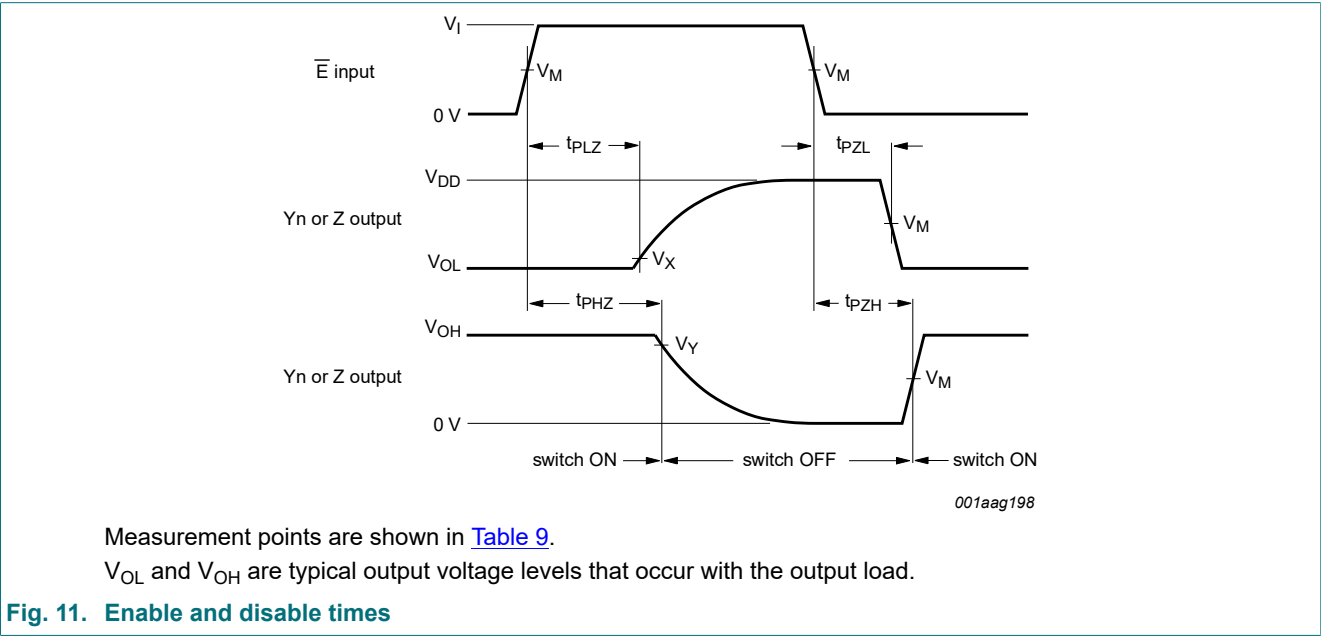 VI
E̅ input
VM
VM
0 V
tPLZ
tPZL
VDD
Yn or Z output
VM
VOL
VX
tPHZ
tPZH
VOH
VY
Yn or Z output
VM
0 V
switch ON
switch OFF
switch ON
001aag198
Measurement points are shown in Table 9.
VOL and VOH are typical output voltage levels that occur with the output load.
Fig. 11. Enable and disable times